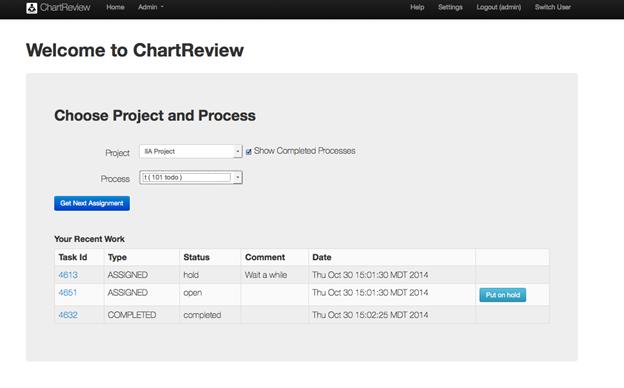 ChartReview Home Admin Help Settings Logout (admin) Switch User
Welcome to ChartReview
Choose Project and Process
Project IIA Project Show Completed Processes
Process t ( 101 todo )
Get Next Assignment
Your Recent Work
Task Id Type Status Comment Date
4613 ASSIGNED hold Wait a while Thu Oct 30 15:01:30 MDT 2014
4651 ASSIGNED open Thu Oct 30 15:01:30 MDT 2014 Put on hold
4632 COMPLETED completed Thu Oct 30 15:02:25 MDT 2014